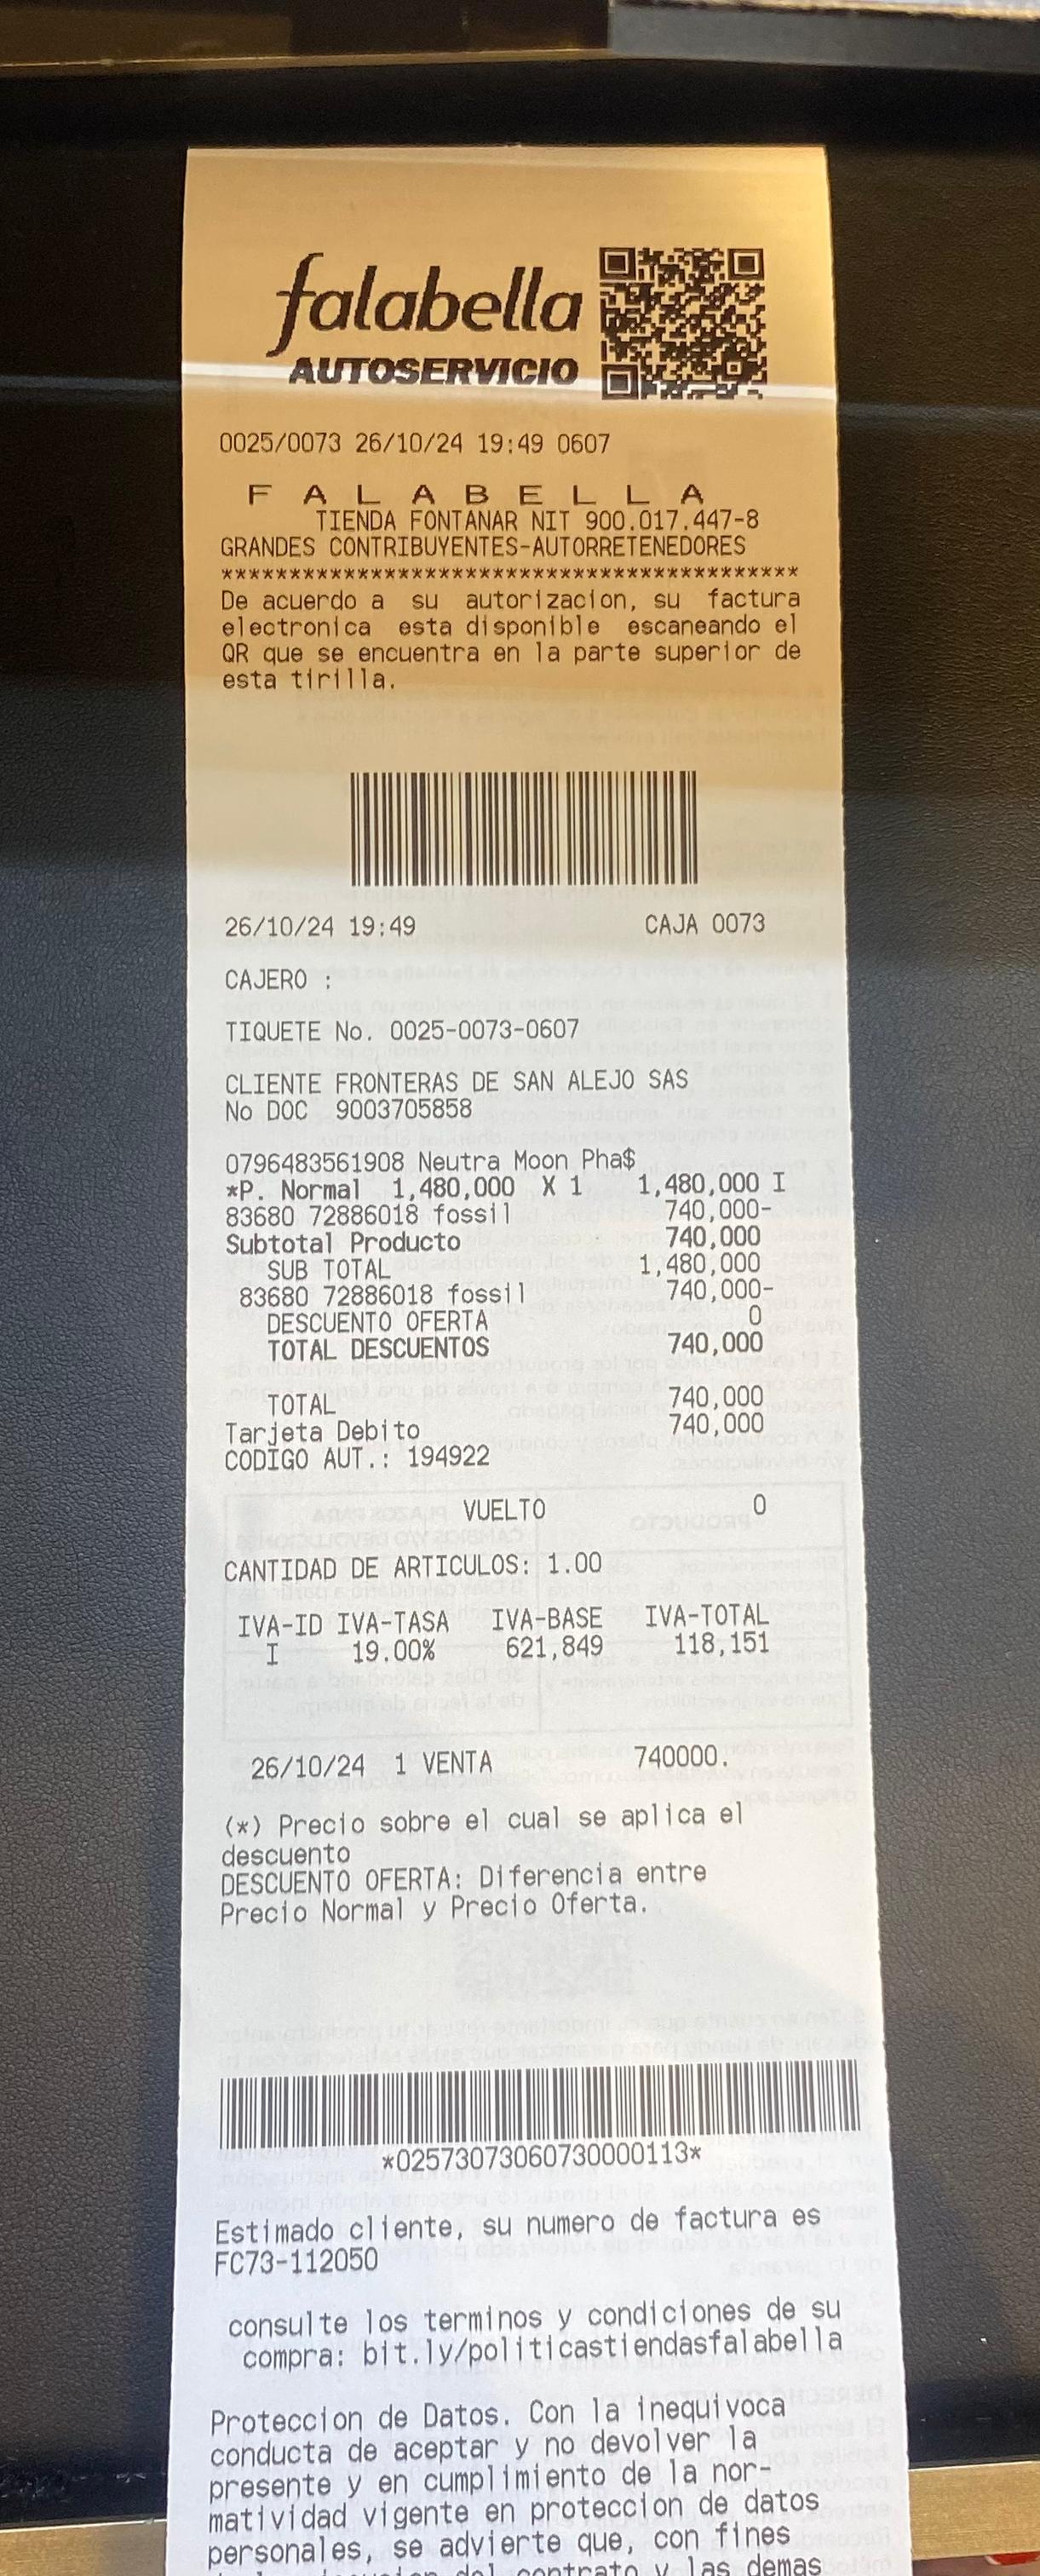 falabella
AUTOSERVICIO
0025/0073 26/10/24 19:49 0607
F A L A B E L L A
TIENDA FONTANAR NIT 900.017.447-8
GRANDES CONTRIBUYENTES-AUTORRETENEDORES
*******************************************
De acuerdo a su autorizacion, su factura
electronica esta disponible escaneando el
QR que se encuentra en la parte superior de
esta tirilla.
26/10/24 19:49 CAJA 0073
CAJERO :
TIQUETE No. 0025-0073-0607
CLIENTE FRONTERAS DE SAN ALEJO SAS
No DOC 9003705858
0796483561908 Neutra Moon Pha$
*P. Normal 1,480,000 X 1 1,480,000 I
83680 72886018 fossil 740,000-
Subtotal Producto 740,000
SUB TOTAL 1,480,000
83680 72886018 fossil 740,000-
DESCUENTO OFERTA 0
TOTAL DESCUENTOS 740,000
TOTAL 740,000
Tarjeta Debito 740,000
CODIGO AUT.: 194922
VUELTO 0
CANTIDAD DE ARTICULOS: 1.00
IVA-ID IVA-TASA IVA-BASE IVA-TOTAL
I 19.00% 621,849 118,151
26/10/24 1 VENTA 740000.
(*) Precio sobre el cual se aplica el
descuento
DESCUENTO OFERTA: Diferencia entre
Precio Normal y Precio Oferta.
*02573073060730000113*
Estimado cliente, su numero de factura es
FC73-112050
consulte los terminos y condiciones de su
compra: bit.ly/politicastiendasfalabella
Proteccion de Datos. Con la inequivoca
conducta de aceptar y no devolver la
presente y en cumplimiento de la nor-
matividad vigente en proteccion de datos
personales, se advierte que, con fines
del contrato y las demas